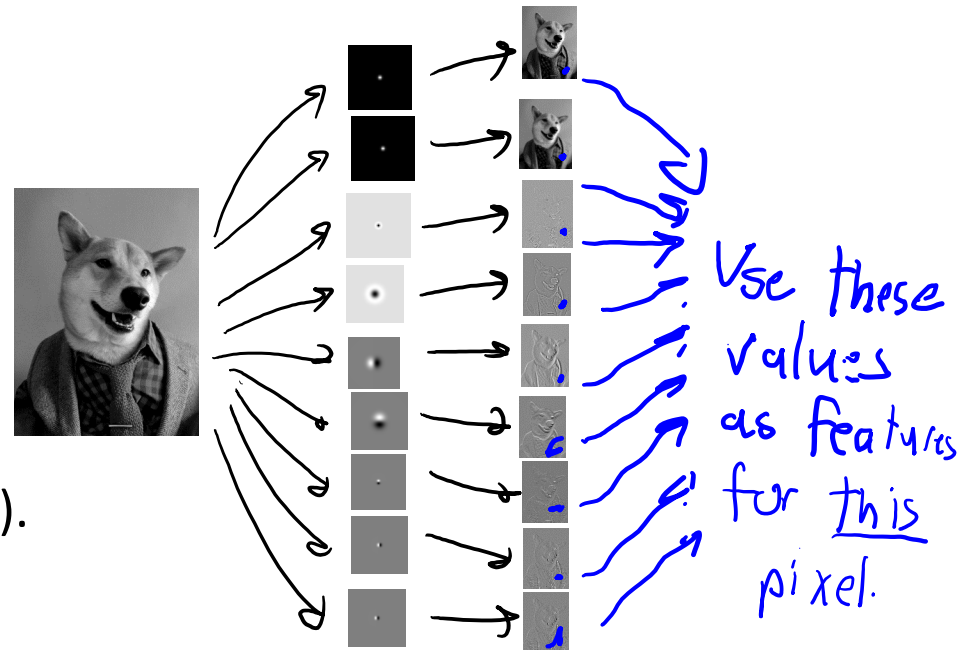 Use these
values
as features
for this
pixel.
).